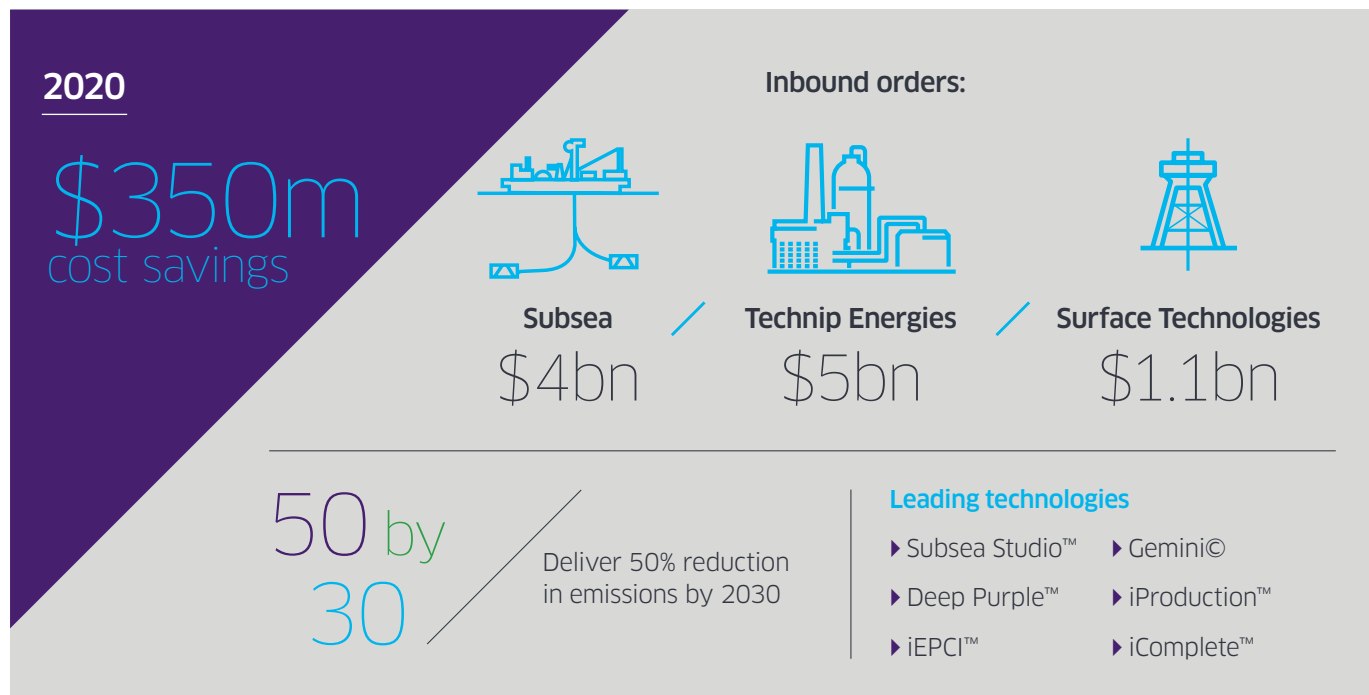 2020
$350m
cost savings
Inbound orders:
Subsea
$4bn
Technip Energies
$5bn
Surface Technologies
$1.1bn
50 by
30
Deliver 50% reduction
in emissions by 2030
Leading technologies
Subsea Studio™
Deep Purple™
iEPCI™
Gemini©
iProduction™
iComplete™